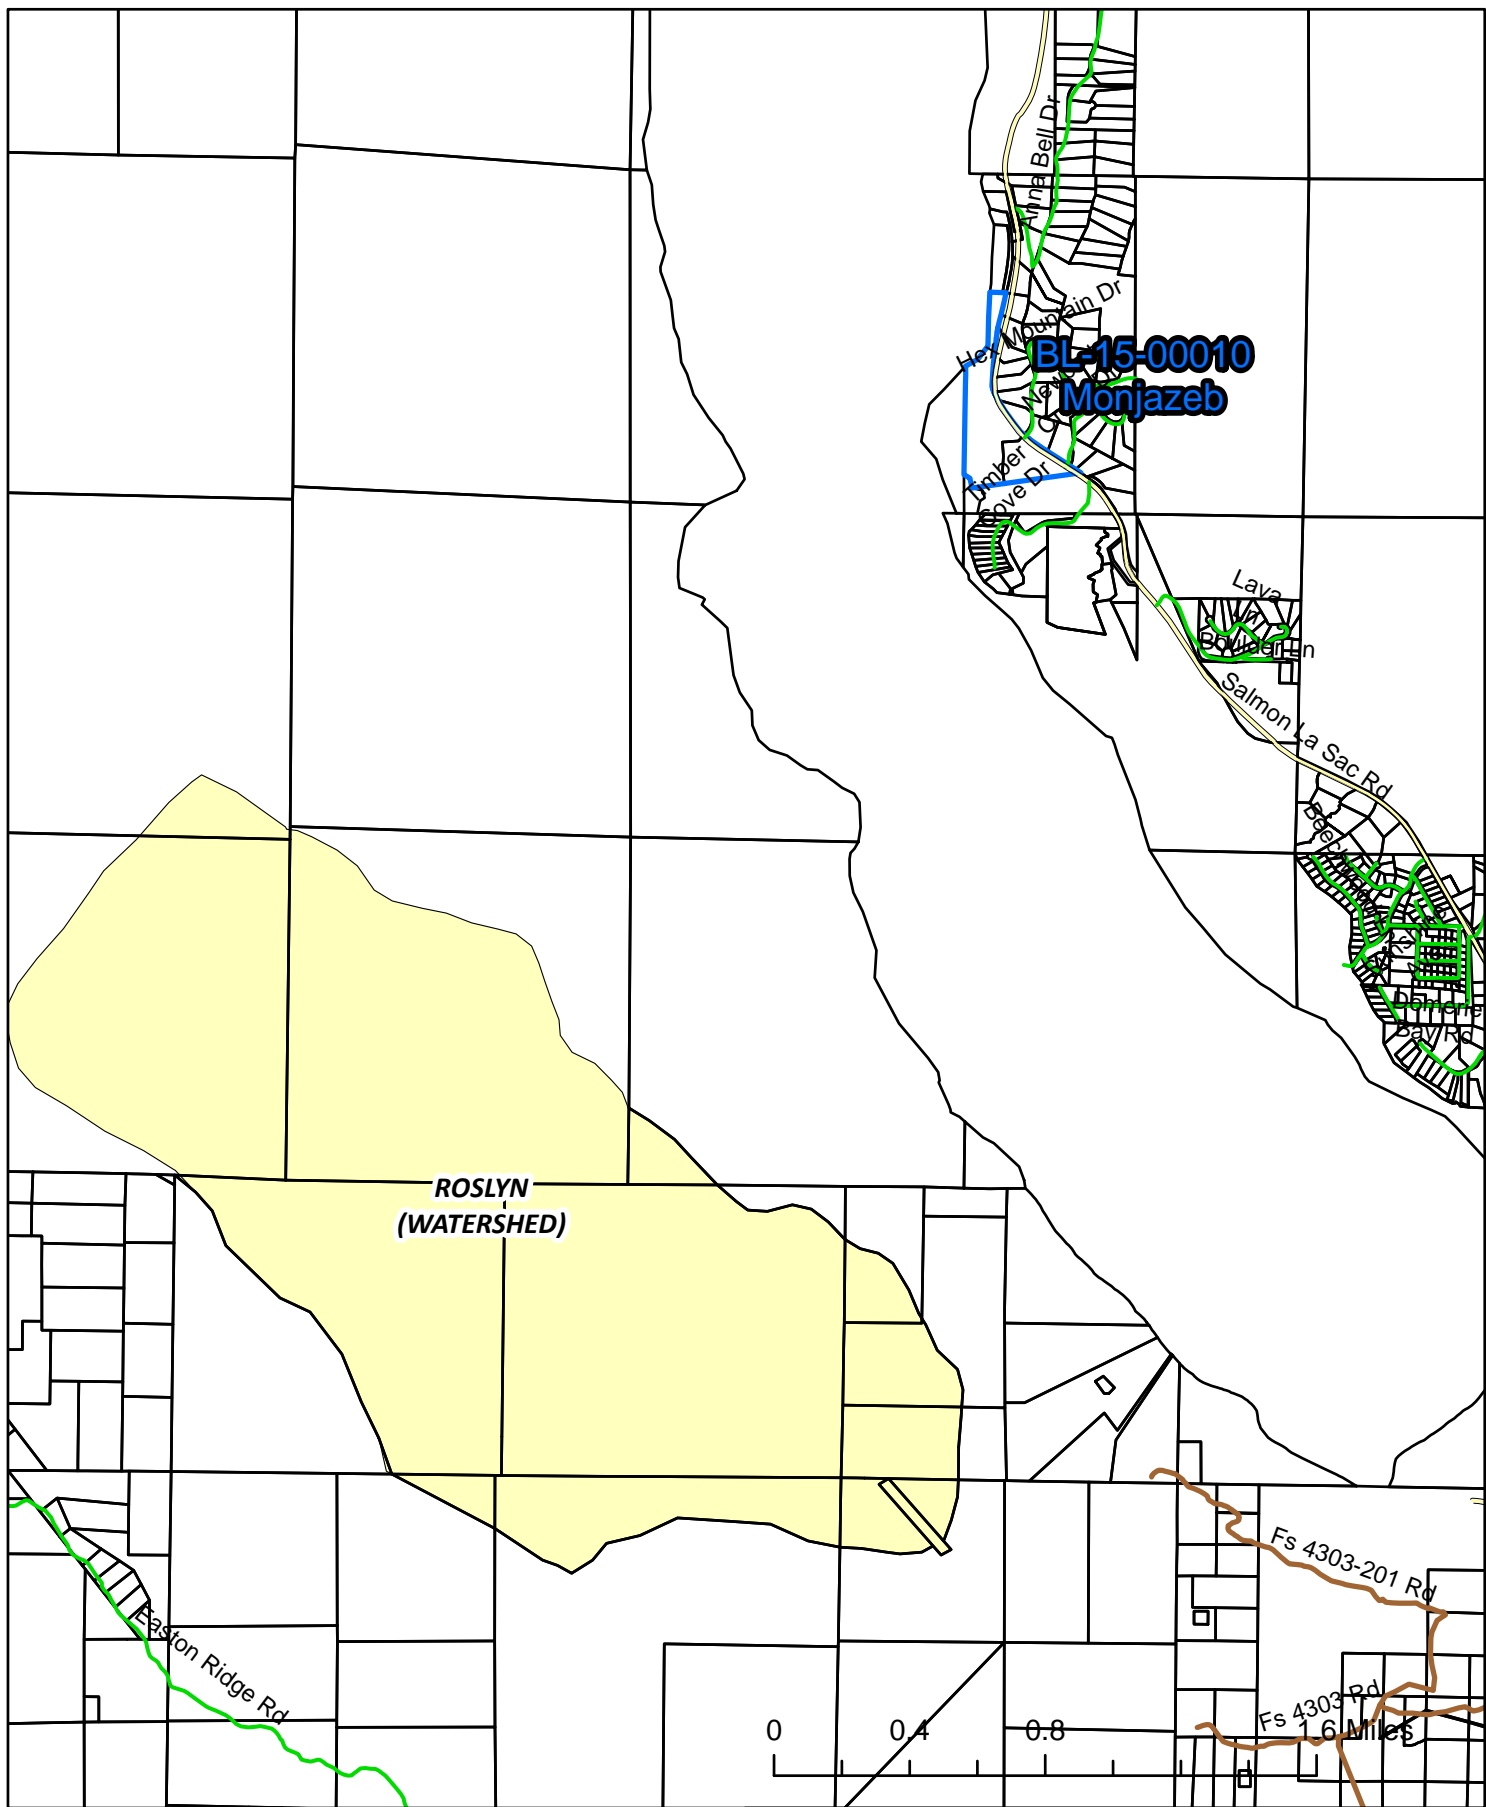 Anna Bell Dr
Hex Mountain Dr
BL-15-00010
Monjazeb
Timber
Cove Dr
Lava
Ln
Boulder Ln
Salmon La Sac Rd
Domerie
Bay Rd
ROSLYN
(WATERSHED)
Fs 4303-201 Rd
Easton Ridge Rd
Fs 4303 Rd
0 0.4 0.8 1.6 Miles